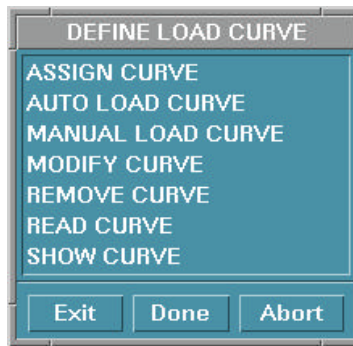 DEFINE LOAD CURVE
ASSIGN CURVE
AUTO LOAD CURVE
MANUAL LOAD CURVE
MODIFY CURVE
REMOVE CURVE
READ CURVE
SHOW CURVE
Exit Done Abort